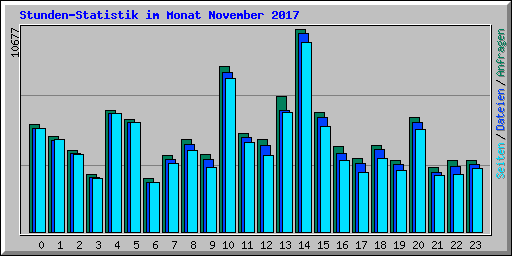 Stunden-Statistik im Monat November 2017
10677
Seiten/Dateien/Anfragen
0 1 2 3 4 5 6 7 8 9 10 11 12 13 14 15 16 17 18 19 20 21 22 23